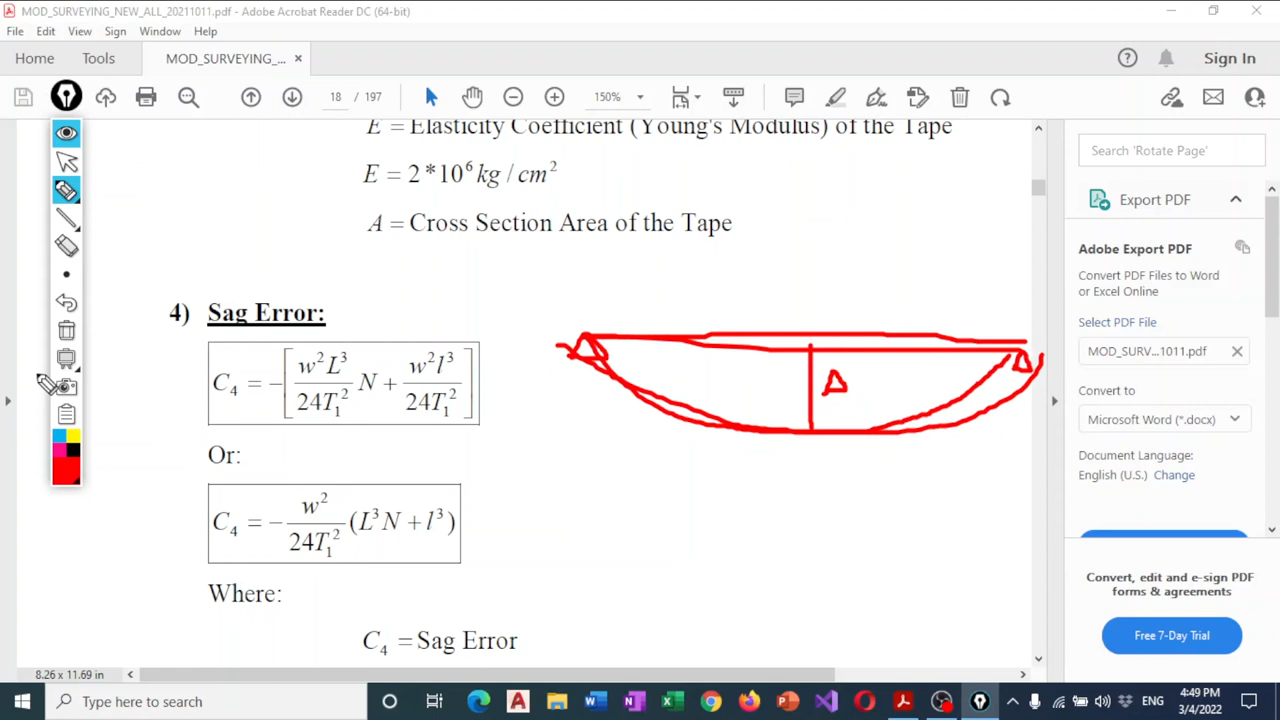 MOD_SURVEYING_NEW_ALL_20211011.pdf - Adobe Acrobat Reader DC (64-bit)
File Edit View Sign Window Help
Home Tools MOD_SURVEYING_... × Sign In
18 / 197 150%
E = Elasticity Coefficient (Young's Modulus) of the Tape
E = 2 * 10^6 kg / cm^2
A = Cross Section Area of the Tape
4) Sag Error:
C_4 = -[ w^2 L^3 / 24T_1^2 N + w^2 l^3 / 24T_1^2 ]
Δ
Or:
C_4 = - w^2 / 24T_1^2 (L^3 N + l^3)
Where:
C_4 = Sag Error
8.26 x 11.69 in
Search 'Rotate Page'
Export PDF
Adobe Export PDF
Convert PDF Files to Word
or Excel Online
Select PDF File
MOD_SURV...1011.pdf
Convert to
Microsoft Word (*.docx)
Document Language:
English (U.S.) Change
Convert, edit and e-sign PDF
forms & agreements
Free 7-Day Trial
Type here to search
ENG
4:49 PM
3/4/2022